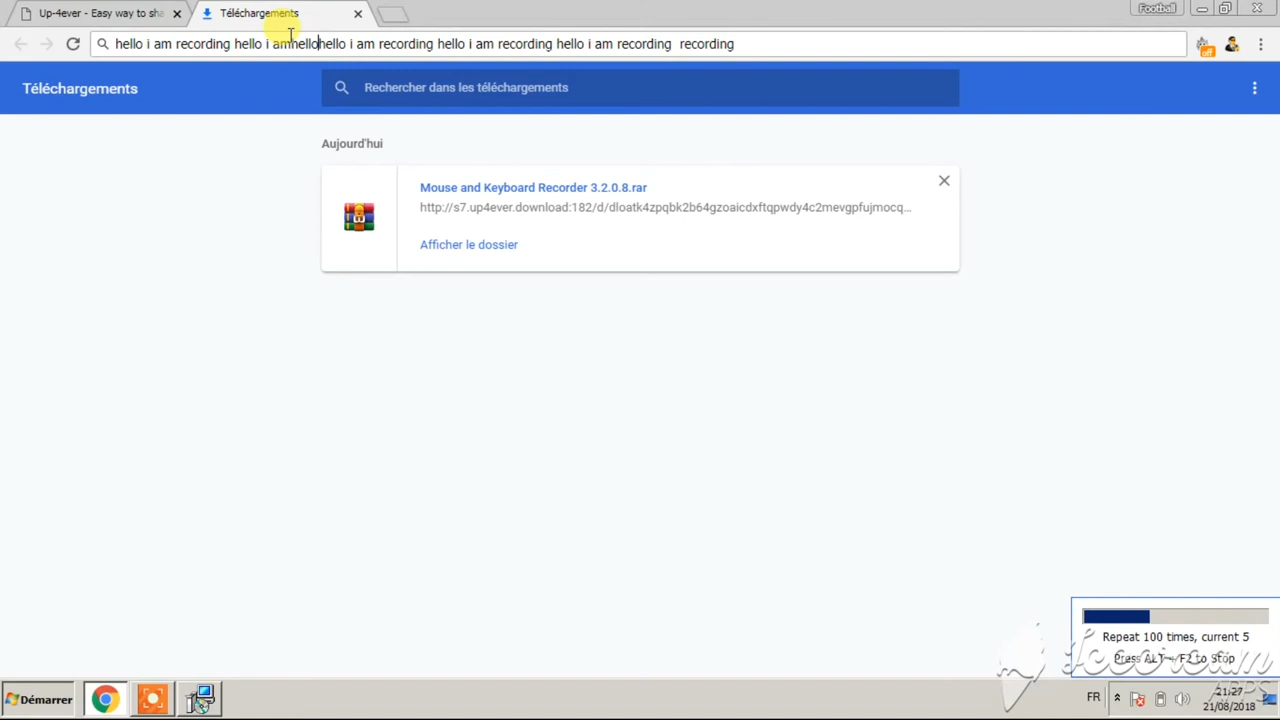 Up-4ever - Easy way to sha
Téléchargements
Football
hello i am recording hello i amhellohello i am recording hello i am recording hello i am recording  recording
off
Téléchargements
Rechercher dans les téléchargements
Aujourd'hui
Mouse and Keyboard Recorder 3.2.0.8.rar
http://s7.up4ever.download:182/d/dloatk4zpqbk2b64gzoaicdxftqpwdy4c2mevgpfujmocq...
Afficher le dossier
Repeat 100 times, current 5
Press ALT + F2 to Stop
Icecream
APPS
Démarrer
FR
21:27
21/08/2018